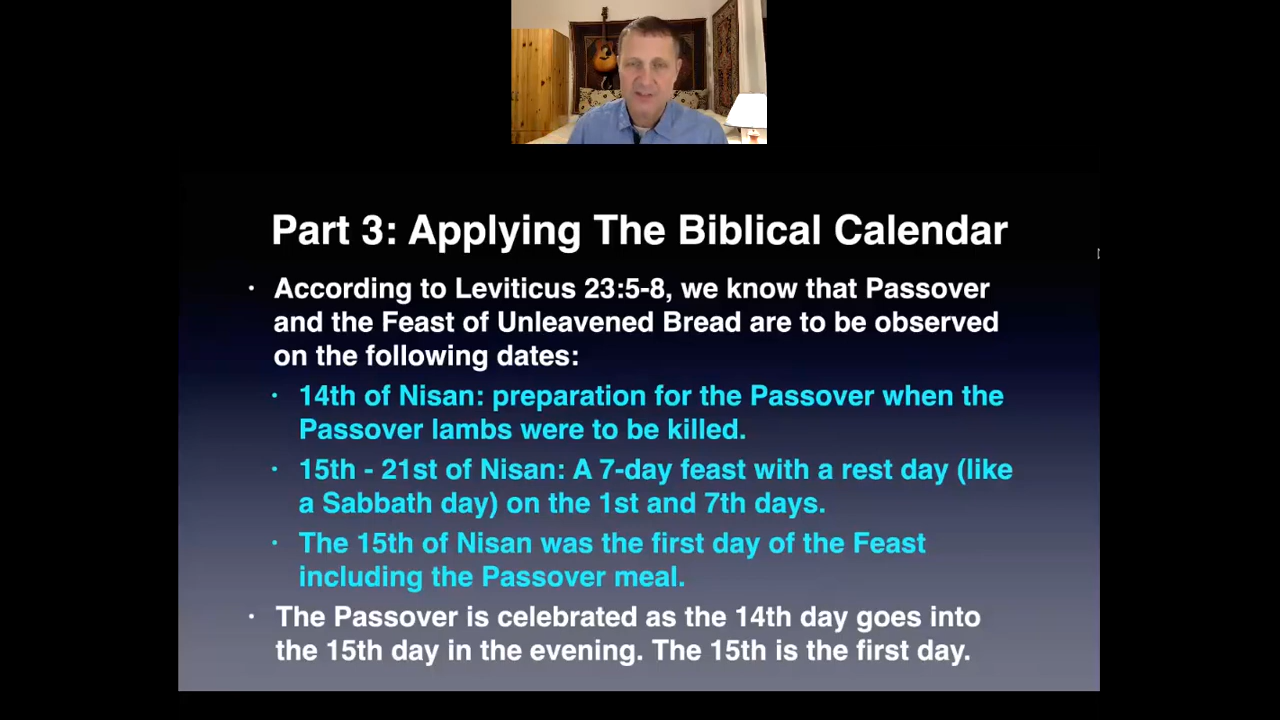 Part 3: Applying The Biblical Calendar
• According to Leviticus 23:5-8, we know that Passover
and the Feast of Unleavened Bread are to be observed
on the following dates:
• 14th of Nisan: preparation for the Passover when the
Passover lambs were to be killed.
• 15th - 21st of Nisan: A 7-day feast with a rest day (like
a Sabbath day) on the 1st and 7th days.
• The 15th of Nisan was the first day of the Feast
including the Passover meal.
• The Passover is celebrated as the 14th day goes into
the 15th day in the evening. The 15th is the first day.